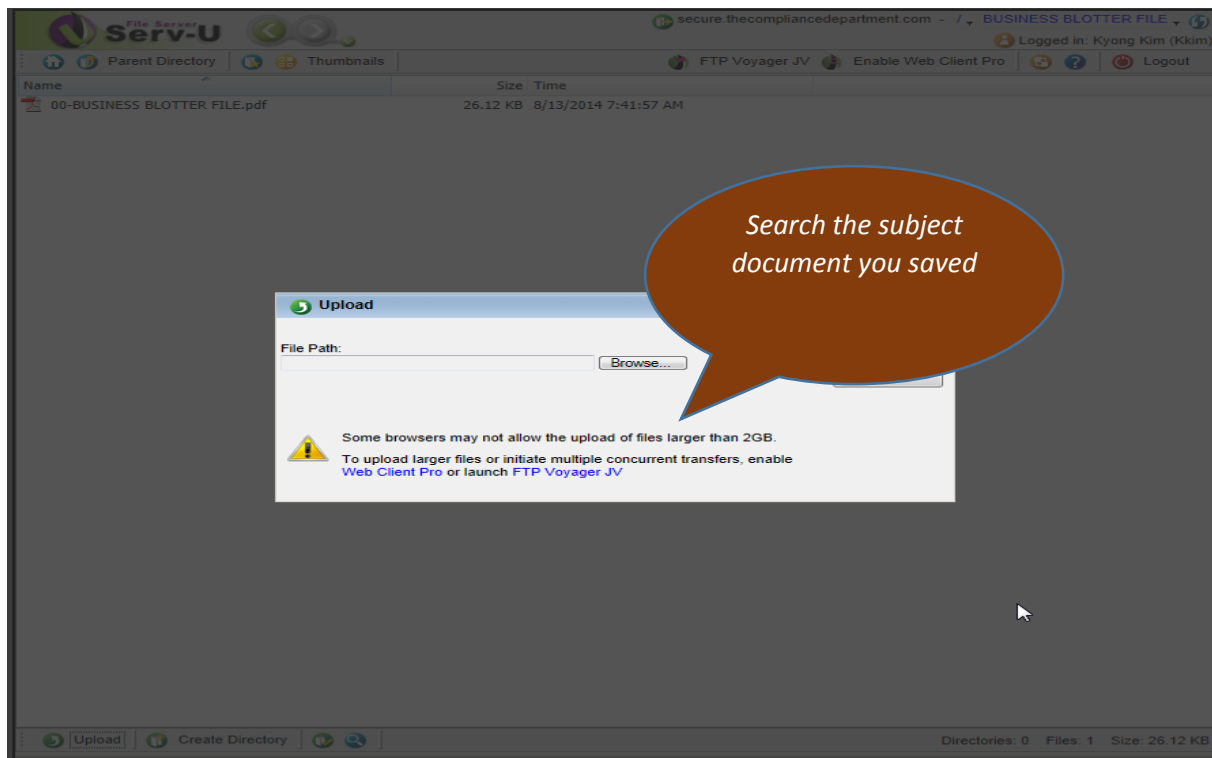 File Server
Serv-U
secure.thecompliancedepartment.com - / BUSINESS BLOTTER FILE
Logged in: Kyong Kim (Kkim)
Parent Directory Thumbnails FTP Voyager JV Enable Web Client Pro Logout
Name Size Time
00-BUSINESS BLOTTER FILE.pdf 26.12 KB 8/13/2014 7:41:57 AM
Search the subject
document you saved
Upload
File Path:
Browse...
Some browsers may not allow the upload of files larger than 2GB.
To upload larger files or initiate multiple concurrent transfers, enable
Web Client Pro or launch FTP Voyager JV
Upload Create Directory Directories: 0 Files: 1 Size: 26.12 KB